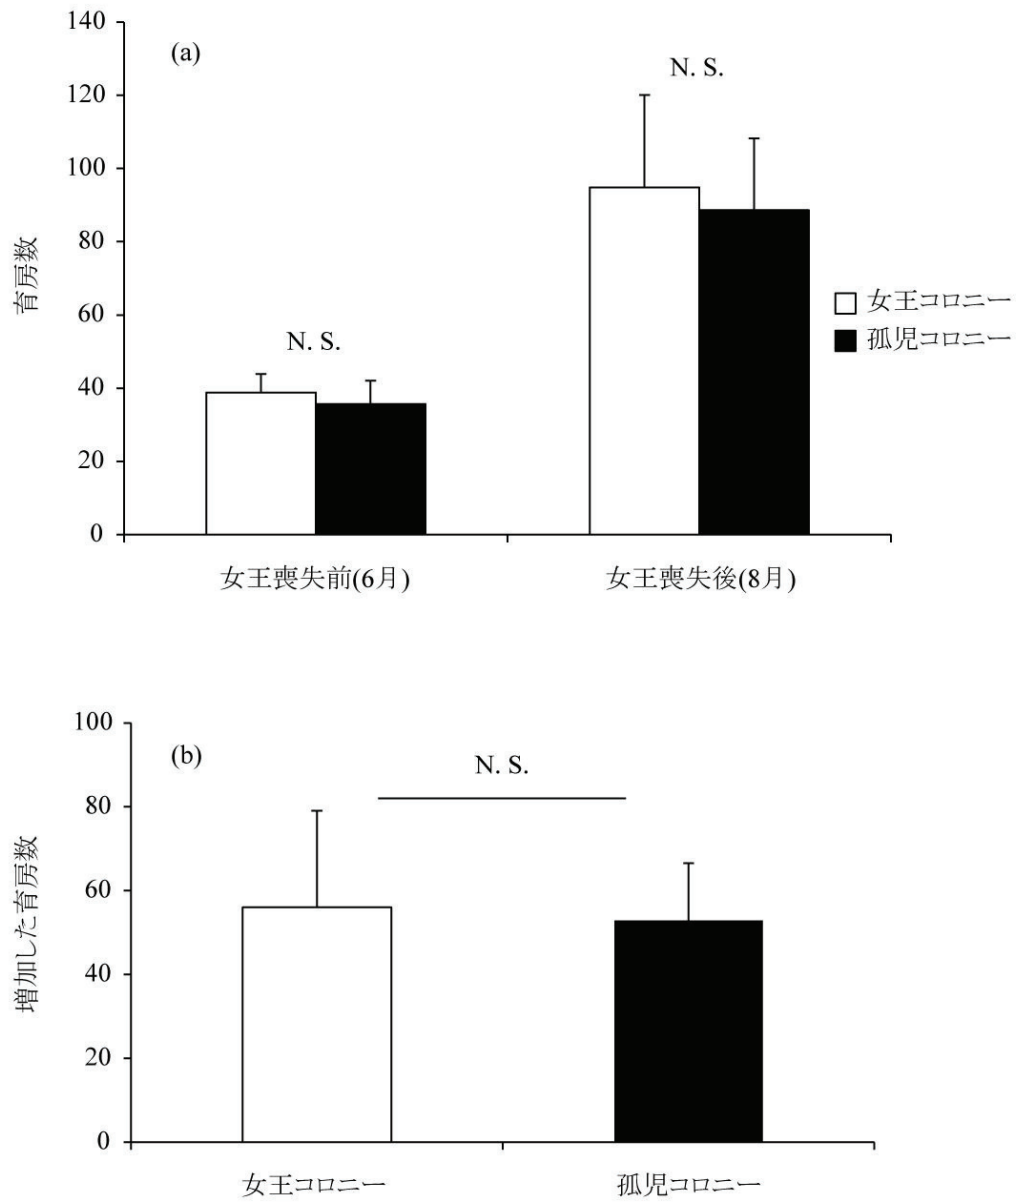 140
(a)
N. S.
120
100
80
育房数
60
女王コロニー
N. S.
孤児コロニー
40
20
0
女王喪失前(6月)
女王喪失後(8月)
100
(b)
N. S.
80
増加した育房数
60
40
20
0
女王コロニー
孤児コロニー